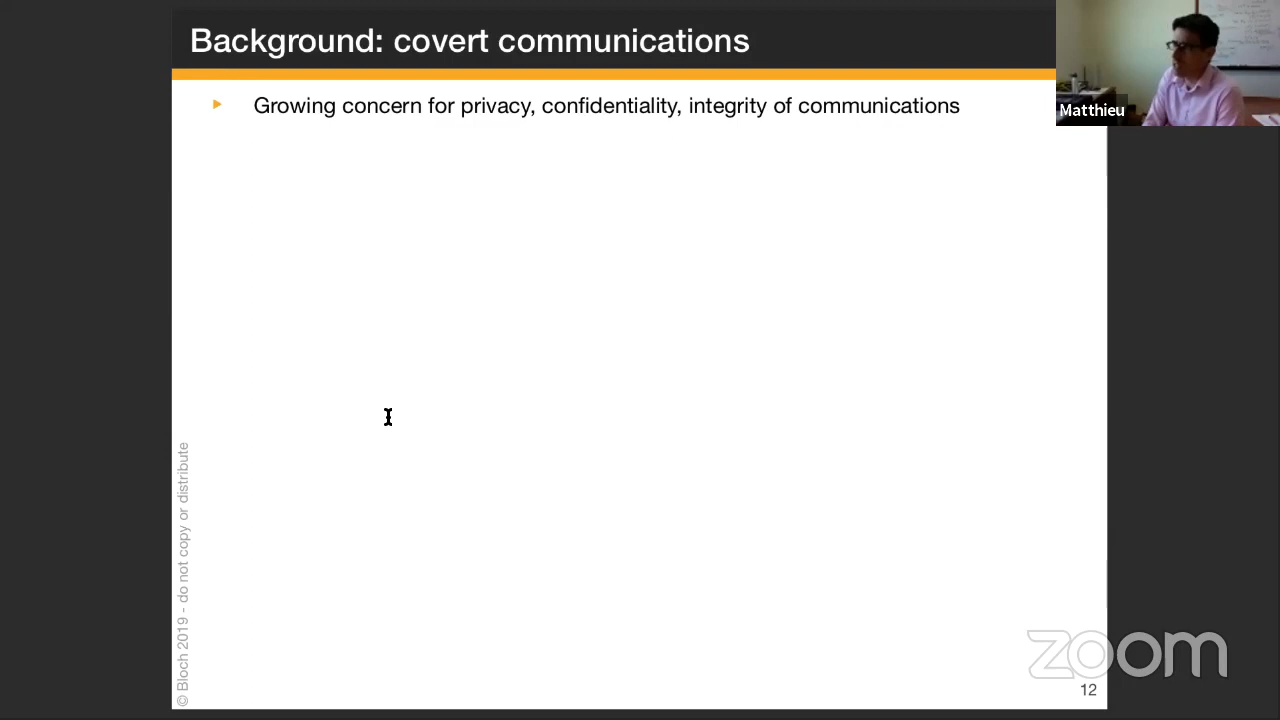 Background: covert communications
Growing concern for privacy, confidentiality, integrity of communications
Matthieu
© Bloch 2019 - do not copy or distribute
zoom
12